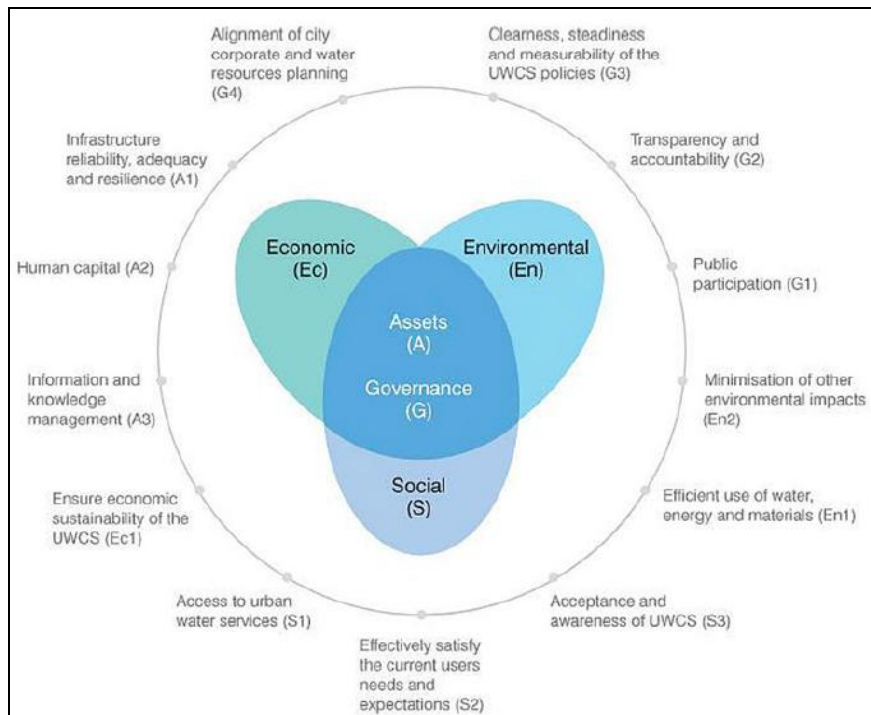 Alignment of city
corporate and water
resources planning
(G4)
Clearness, steadiness
and measurability of the
UWCS policies (G3)
Infrastructure
reliability, adequacy
and resilience (A1)
Transparency and
accountability (G2)
Economic
(Ec)
Environmental
(En)
Human capital (A2)
Public
participation (G1)
Assets
(A)
Governance
(G)
Information and
knowledge
management (A3)
Minimisation of other
environmental impacts
(En2)
Social
(S)
Ensure economic
sustainability of the
UWCS (Ec1)
Efficient use of water,
energy and materials (En1)
Access to urban
water services (S1)
Effectively satisfy
the current users
needs and
expectations (S2)
Acceptance and
awareness of UWCS (S3)